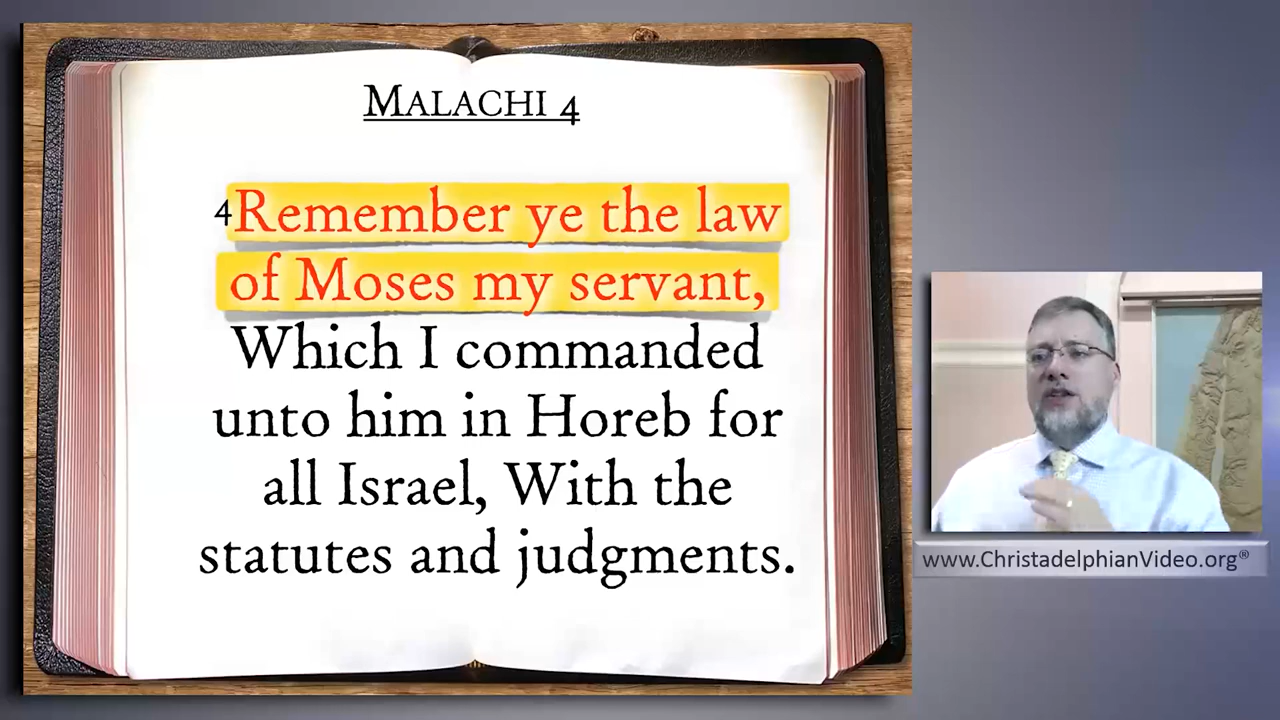 MALACHI 4
4Remember ye the law
of Moses my servant,
Which I commanded
unto him in Horeb for
all Israel, With the
statutes and judgments.
www.ChristadelphianVideo.org®